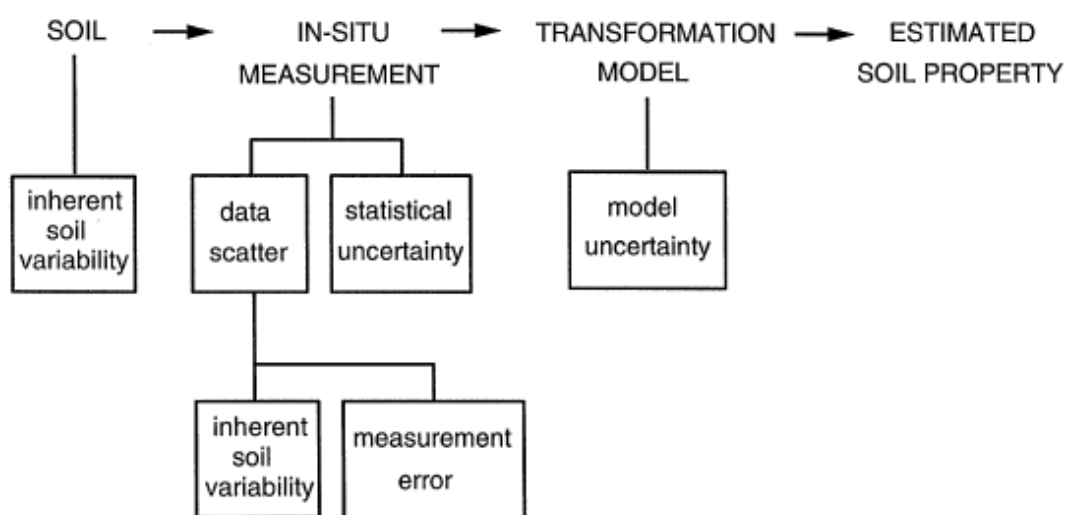 SOIL
IN-SITU
MEASUREMENT
TRANSFORMATION
MODEL
ESTIMATED
SOIL PROPERTY
inherent
soil
variability
data
scatter
statistical
uncertainty
model
uncertainty
inherent
soil
variability
measurement
error